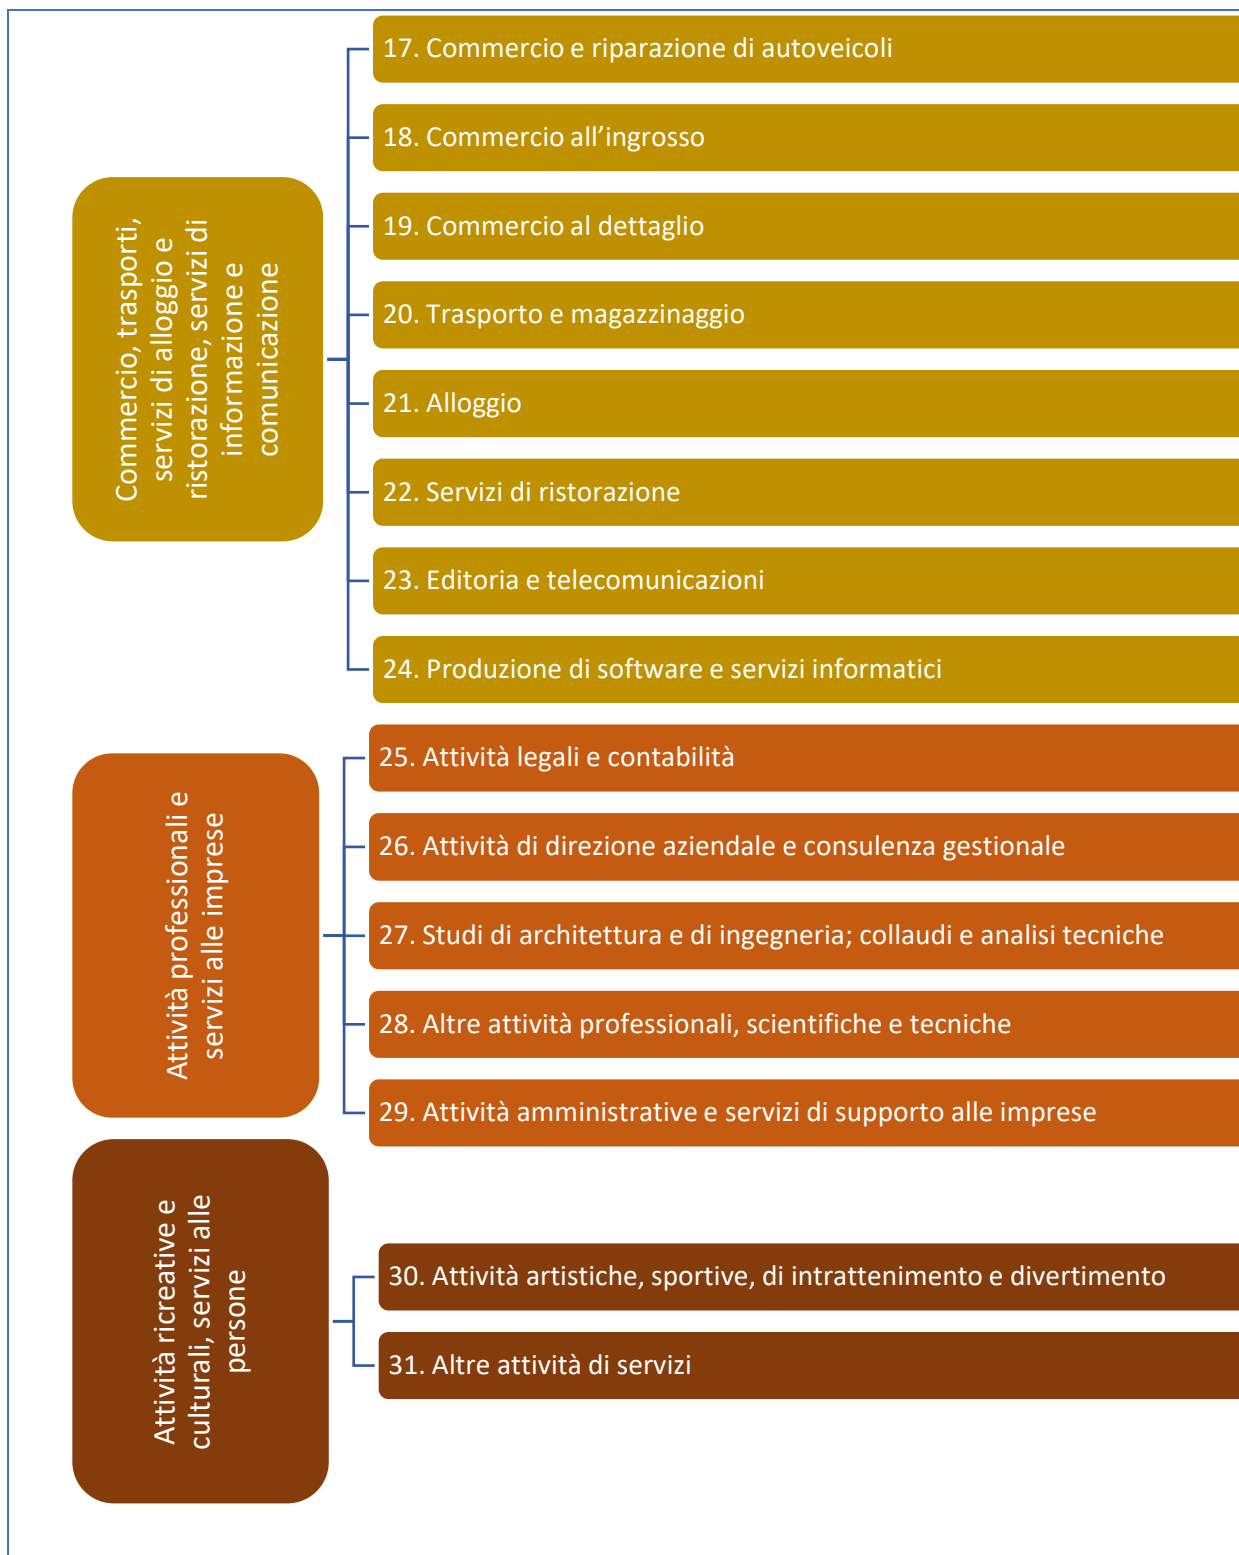 Commercio, trasporti,
servizi di alloggio e
ristorazione, servizi di
informazione e
comunicazione
17. Commercio e riparazione di autoveicoli
18. Commercio all’ingrosso
19. Commercio al dettaglio
20. Trasporto e magazzinaggio
21. Alloggio
22. Servizi di ristorazione
23. Editoria e telecomunicazioni
24. Produzione di software e servizi informatici
Attività professionali e
servizi alle imprese
25. Attività legali e contabilità
26. Attività di direzione aziendale e consulenza gestionale
27. Studi di architettura e di ingegneria; collaudi e analisi tecniche
28. Altre attività professionali, scientifiche e tecniche
29. Attività amministrative e servizi di supporto alle imprese
Attività ricreative e
culturali, servizi alle
persone
30. Attività artistiche, sportive, di intrattenimento e divertimento
31. Altre attività di servizi